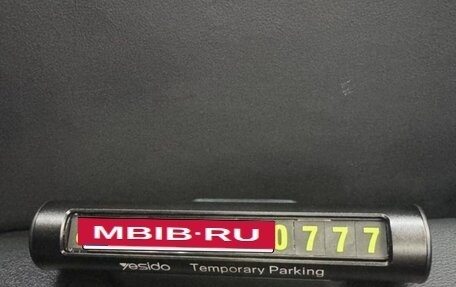 MBIB·RU 0777
yesido Temporary Parking